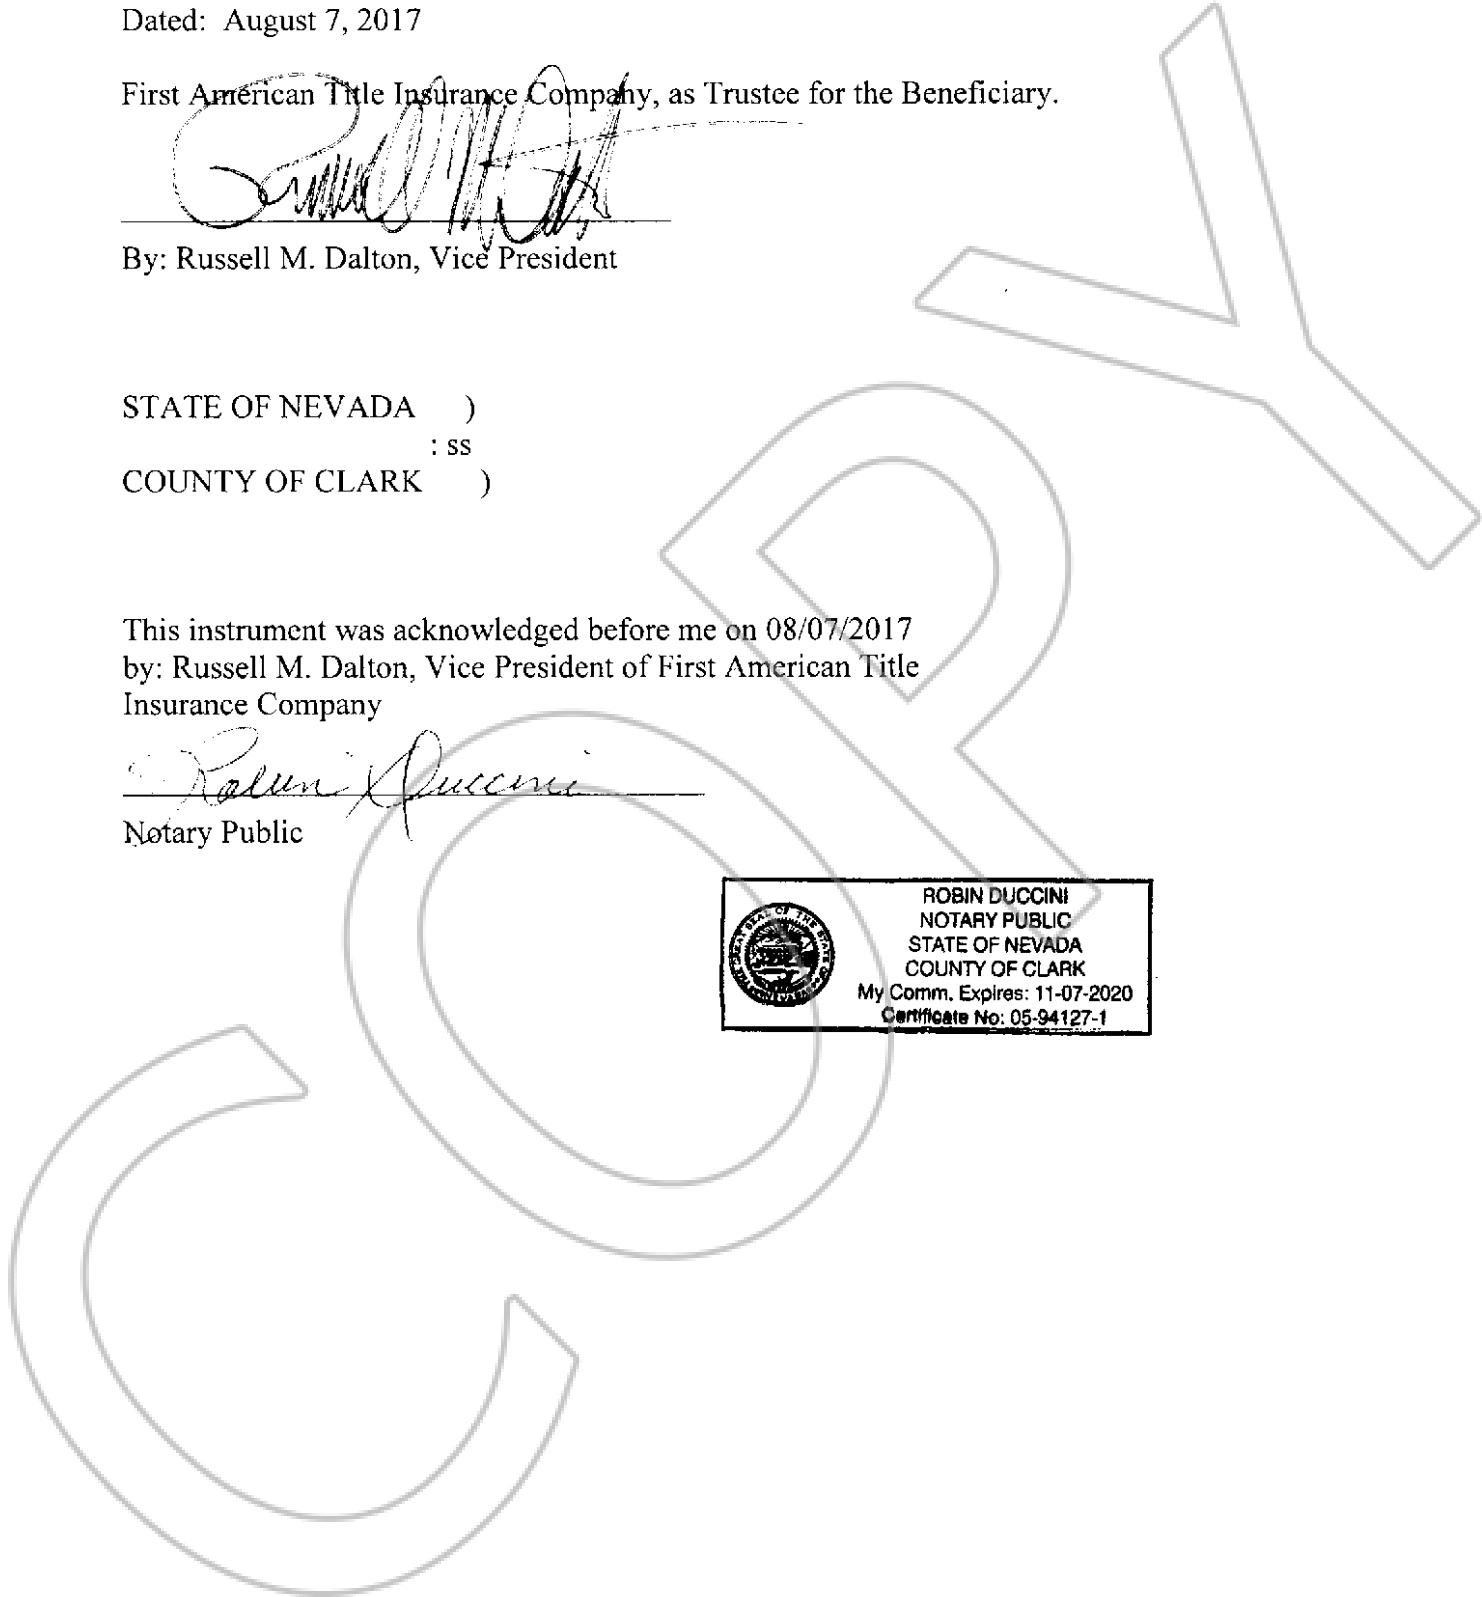 Dated: August 7, 2017
First American Title Insurance Company, as Trustee for the Beneficiary.
By: Russell M. Dalton, Vice President
STATE OF NEVADA )
: ss
COUNTY OF CLARK )
This instrument was acknowledged before me on 08/07/2017
by: Russell M. Dalton, Vice President of First American Title
Insurance Company
Robin Duccini
Notary Public
ROBIN DUCCINI
NOTARY PUBLIC
STATE OF NEVADA
COUNTY OF CLARK
My Comm. Expires: 11-07-2020
Certificate No: 05-94127-1
COPY